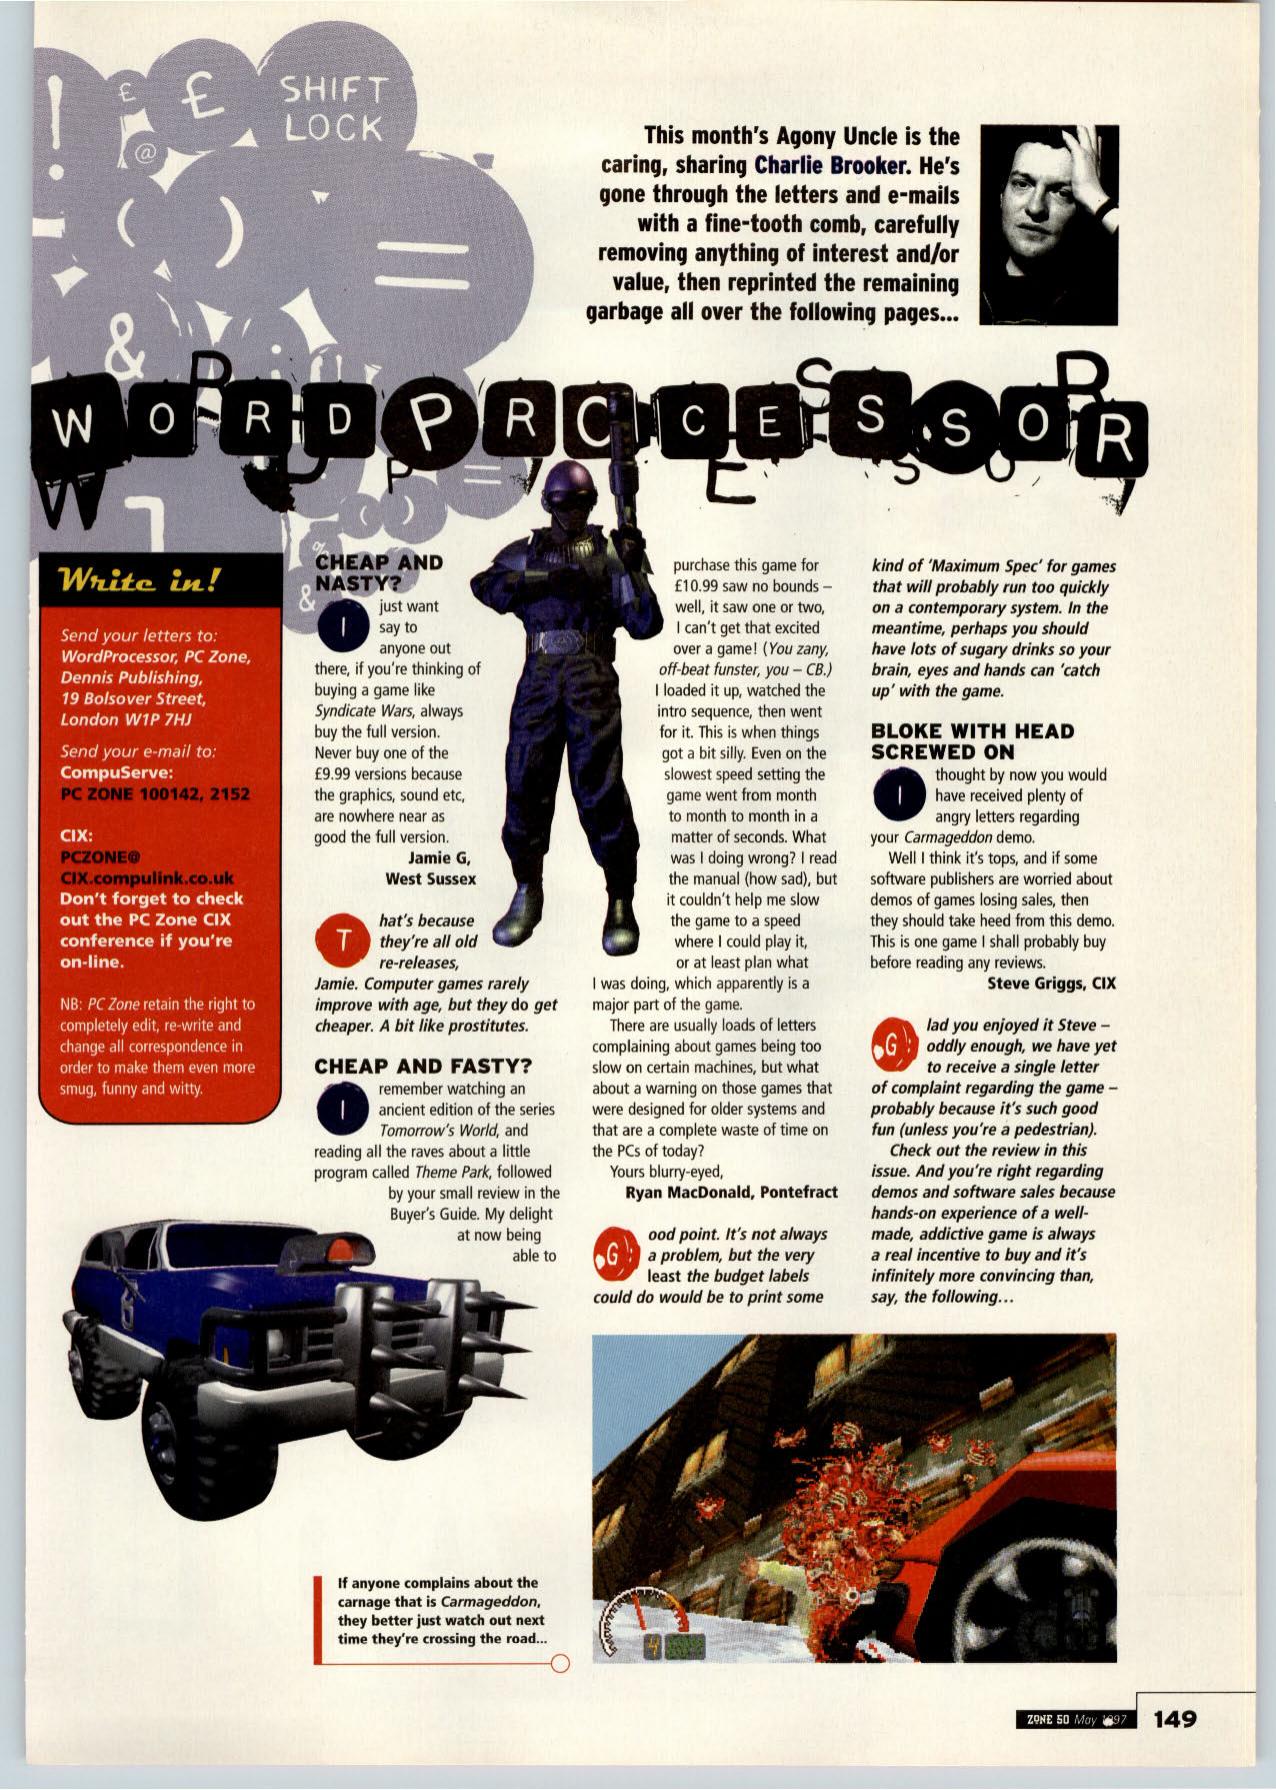 !
£
£
SHIFT
LOCK
@
( )
=
&
This month's Agony Uncle is the
caring, sharing Charlie Brooker. He's
gone through the letters and e-mails
with a fine-tooth comb, carefully
removing anything of interest and/or
value, then reprinted the remaining
garbage all over the following pages...
WORDPROCESSOR
Write in!
Send your letters to:
WordProcessor, PC Zone,
Dennis Publishing,
19 Bolsover Street,
London W1P 7HJ
Send your e-mail to:
CompuServe:
PC ZONE 100142, 2152
CIX:
PCZONE@
CIX.compulink.co.uk
Don't forget to check
out the PC Zone CIX
conference if you're
on-line.
NB: PC Zone retain the right to
completely edit, re-write and
change all correspondence in
order to make them even more
smug, funny and witty.
CHEAP AND
NASTY?
I just want
say to
anyone out
there, if you're thinking of
buying a game like
Syndicate Wars, always
buy the full version.
Never buy one of the
£9.99 versions because
the graphics, sound etc,
are nowhere near as
good the full version.
Jamie G,
West Sussex
That's because
they're all old
re-releases,
Jamie. Computer games rarely
improve with age, but they do get
cheaper. A bit like prostitutes.
CHEAP AND FASTY?
I remember watching an
ancient edition of the series
Tomorrow's World, and
reading all the raves about a little
program called Theme Park, followed
by your small review in the
Buyer's Guide. My delight
at now being
able to
purchase this game for
£10.99 saw no bounds –
well, it saw one or two,
I can't get that excited
over a game! (You zany,
off-beat funster, you – CB.)
I loaded it up, watched the
intro sequence, then went
for it. This is when things
got a bit silly. Even on the
slowest speed setting the
game went from month
to month to month in a
matter of seconds. What
was I doing wrong? I read
the manual (how sad), but
it couldn't help me slow
the game to a speed
where I could play it,
or at least plan what
I was doing, which apparently is a
major part of the game.
There are usually loads of letters
complaining about games being too
slow on certain machines, but what
about a warning on those games that
were designed for older systems and
that are a complete waste of time on
the PCs of today?
Yours blurry-eyed,
Ryan MacDonald, Pontefract
Good point. It's not always
a problem, but the very
least the budget labels
could do would be to print some
kind of 'Maximum Spec' for games
that will probably run too quickly
on a contemporary system. In the
meantime, perhaps you should
have lots of sugary drinks so your
brain, eyes and hands can 'catch
up' with the game.
BLOKE WITH HEAD
SCREWED ON
I thought by now you would
have received plenty of
angry letters regarding
your Carmageddon demo.
Well I think it's tops, and if some
software publishers are worried about
demos of games losing sales, then
they should take heed from this demo.
This is one game I shall probably buy
before reading any reviews.
Steve Griggs, CIX
Glad you enjoyed it Steve –
oddly enough, we have yet
to receive a single letter
of complaint regarding the game –
probably because it's such good
fun (unless you're a pedestrian).
Check out the review in this
issue. And you're right regarding
demos and software sales because
hands-on experience of a well-
made, addictive game is always
a real incentive to buy and it's
infinitely more convincing than,
say, the following...
If anyone complains about the
carnage that is Carmageddon,
they better just watch out next
time they're crossing the road...
4
ZONE 50 May 1997 149